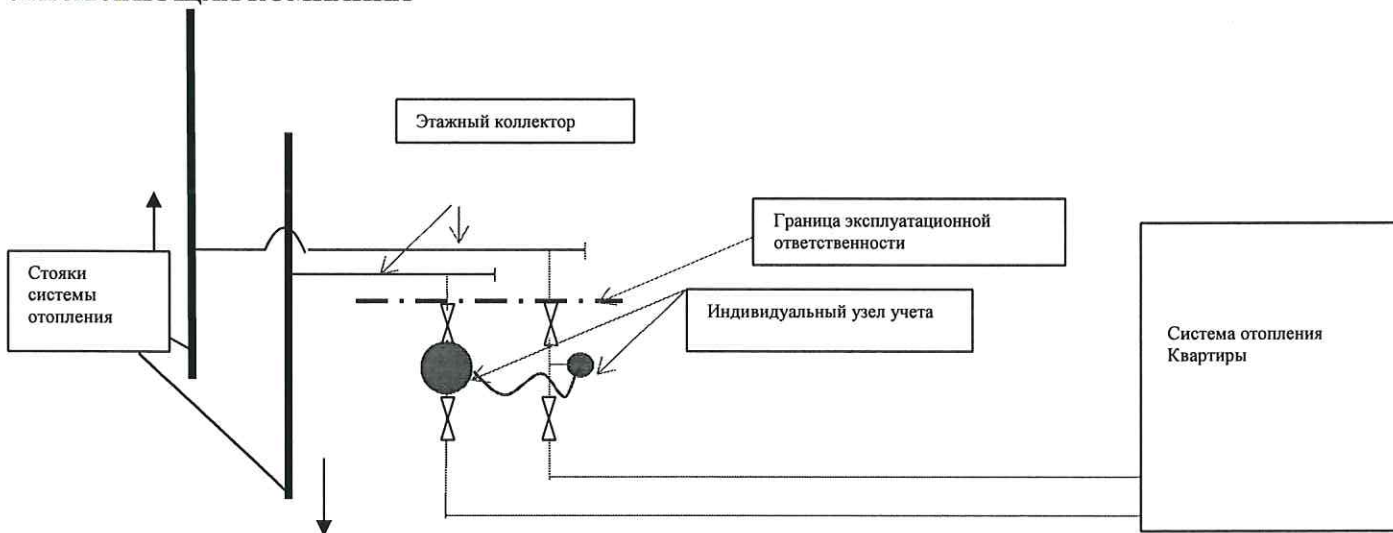 Этажный коллектор
Граница эксплуатационной
ответственности
Стояки
системы
отопления
Индивидуальный узел учета
Система отопления
Квартиры